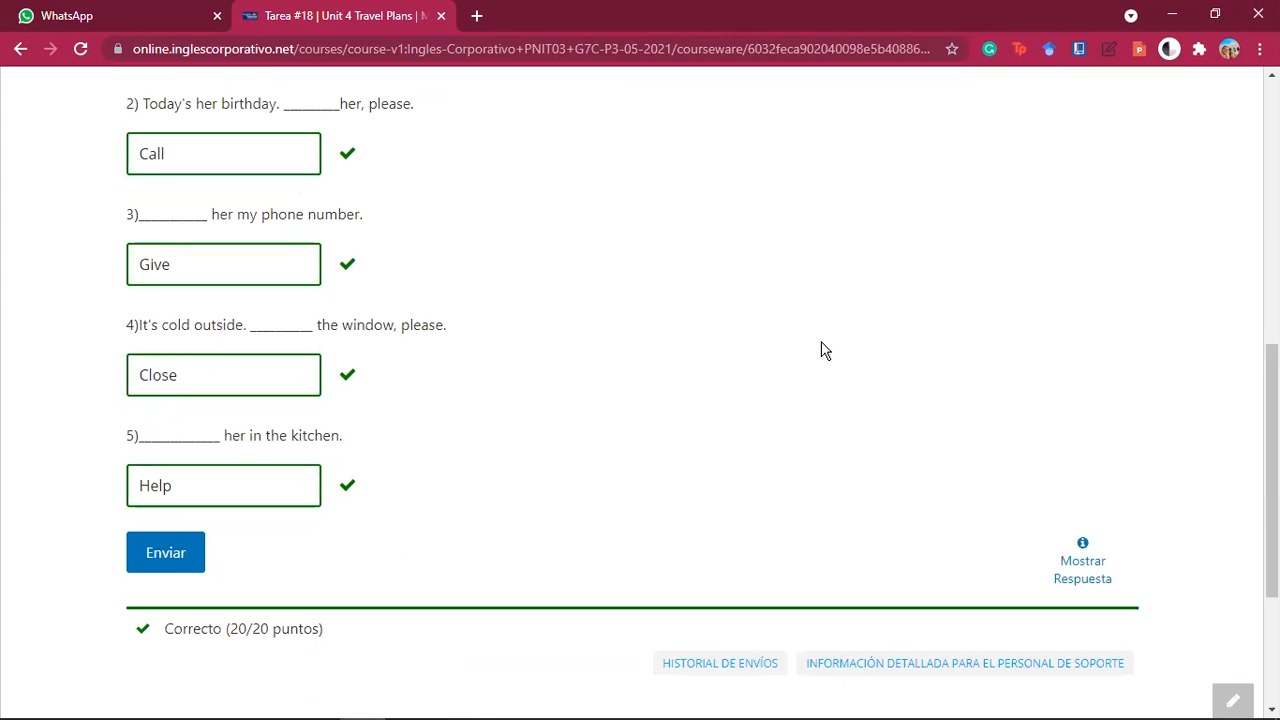 WhatsApp
Tarea #18 | Unit 4 Travel Plans | M
online.inglescorporativo.net/courses/course-v1:Ingles-Corporativo+PNIT03+G7C-P3-05-2021/courseware/6032feca902040098e5b40886...
2) Today's her birthday. _________her, please.
Call
3)___________ her my phone number.
Give
4)It's cold outside. __________ the window, please.
Close
5)_____________ her in the kitchen.
Help
Enviar
Mostrar
Respuesta
Correcto (20/20 puntos)
HISTORIAL DE ENVÍOS
INFORMACIÓN DETALLADA PARA EL PERSONAL DE SOPORTE